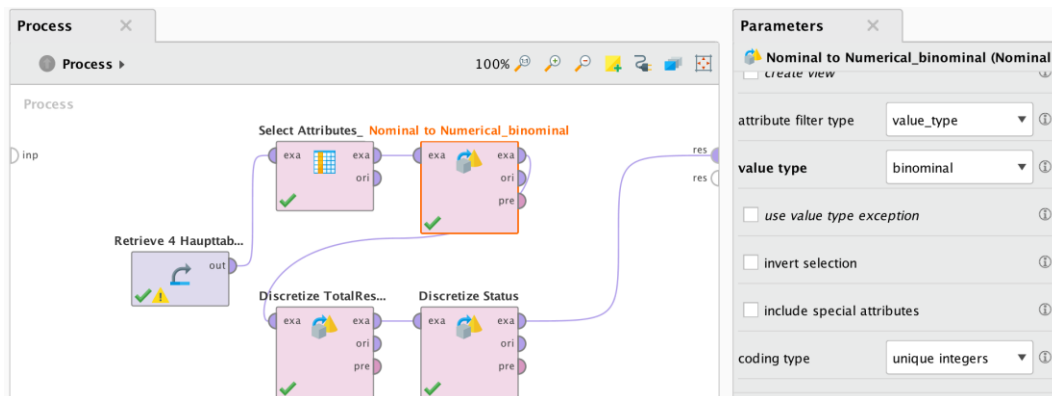 Process
Process
100%
Process
inp
Select Attributes_
exa
exa
ori
Nominal to Numerical_binominal
exa
exa
ori
pre
res
res
Retrieve 4 Haupttab...
out
Discretize TotalRes...
exa
exa
ori
pre
Discretize Status
exa
exa
ori
pre
Parameters
Nominal to Numerical_binominal (Nominal
create view
attribute filter type
value_type
value type
binominal
use value type exception
invert selection
include special attributes
coding type
unique integers